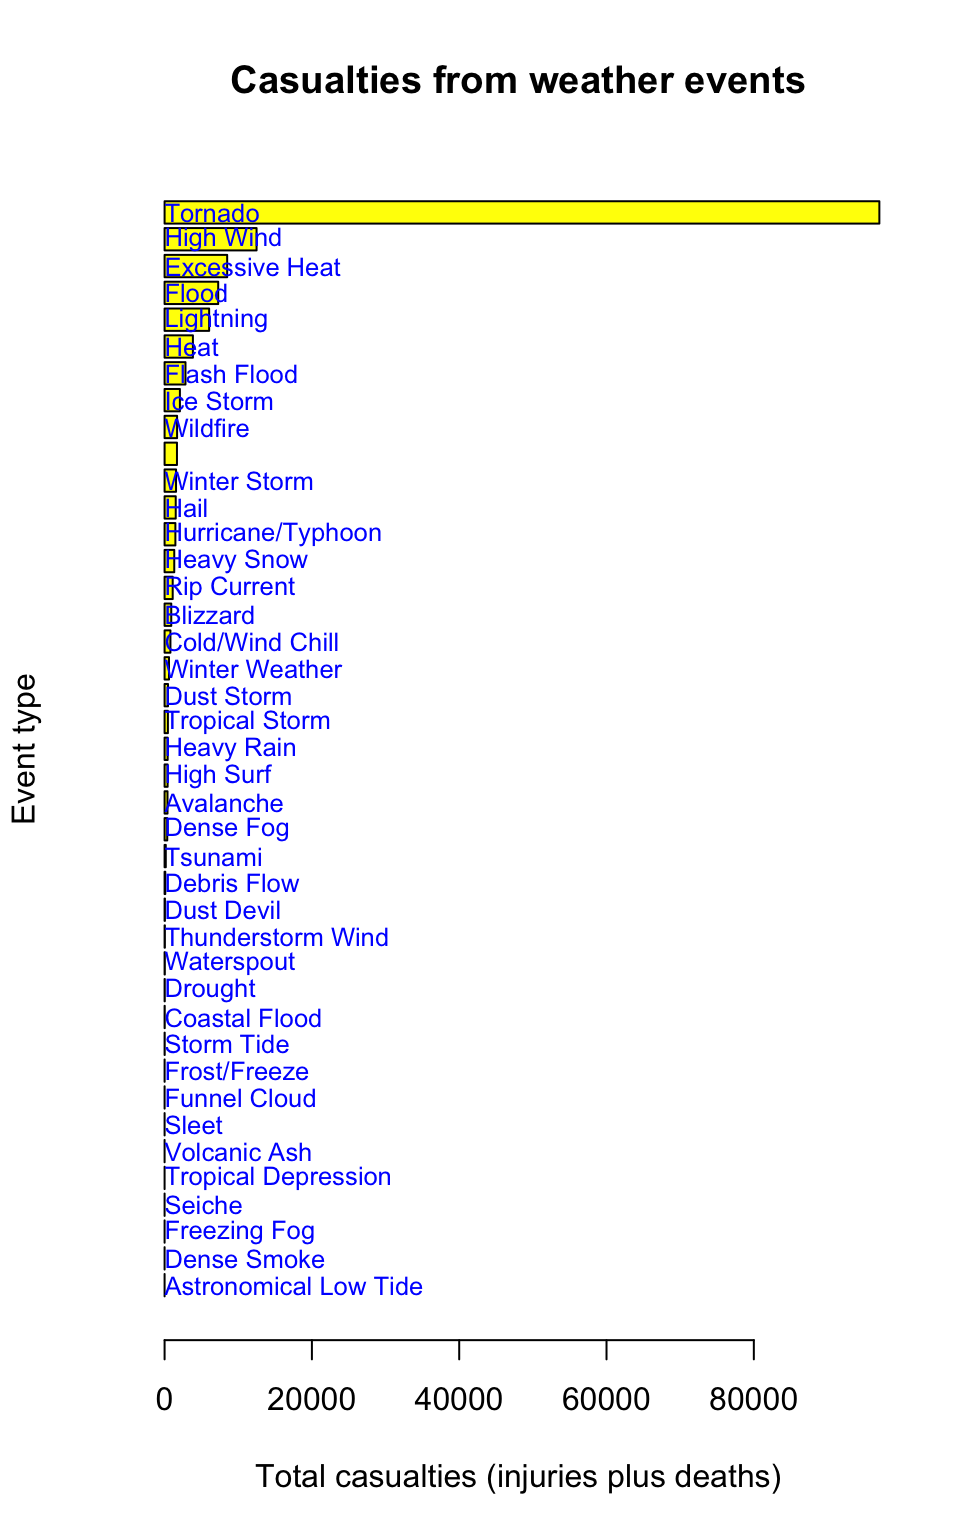 Casualties from weather events
Tornado
High Wind
Excessive Heat
Flood
Lightning
Heat
Flash Flood
Ice Storm
Wildfire
Winter Storm
Hail
Hurricane/Typhoon
Heavy Snow
Rip Current
Blizzard
Cold/Wind Chill
Winter Weather
Dust Storm
Tropical Storm
Heavy Rain
High Surf
Avalanche
Dense Fog
Tsunami
Debris Flow
Dust Devil
Thunderstorm Wind
Waterspout
Drought
Coastal Flood
Storm Tide
Frost/Freeze
Funnel Cloud
Sleet
Volcanic Ash
Tropical Depression
Seiche
Freezing Fog
Dense Smoke
Astronomical Low Tide
Event type
0 20000 40000 60000 80000
Total casualties (injuries plus deaths)